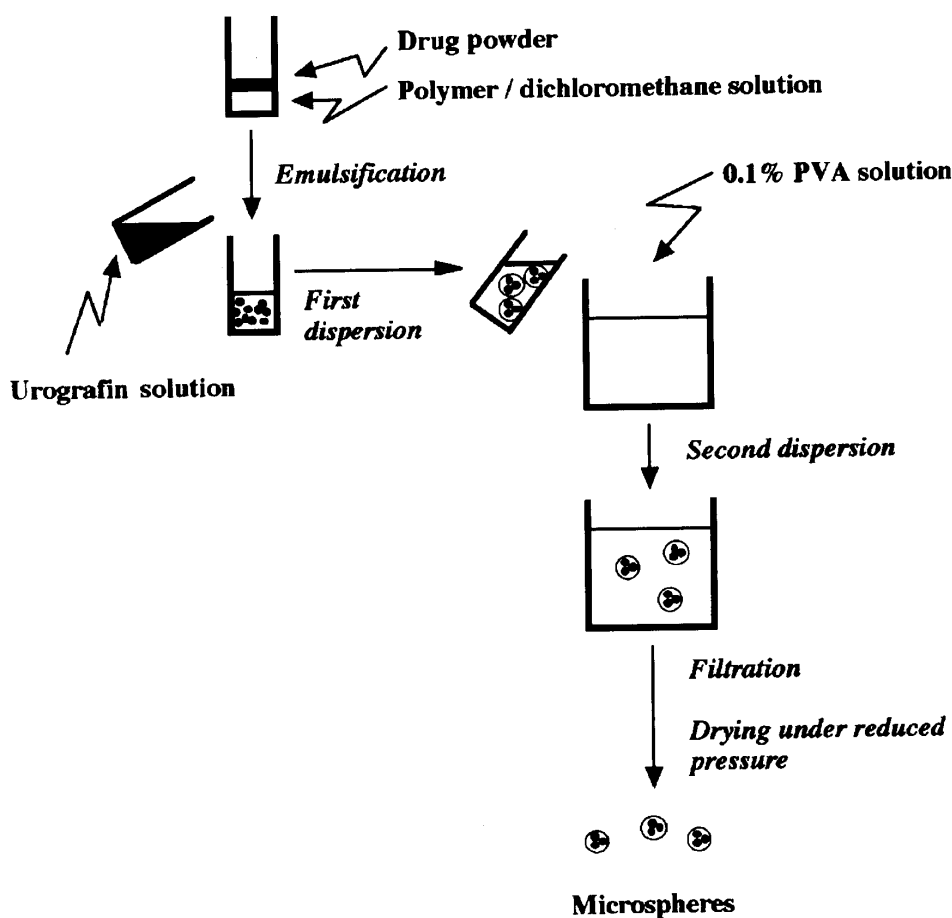 Drug powder
Polymer / dichloromethane solution
Emulsification
0.1% PVA solution
First
dispersion
Urografin solution
Second dispersion
Filtration
Drying under reduced
pressure
Microspheres